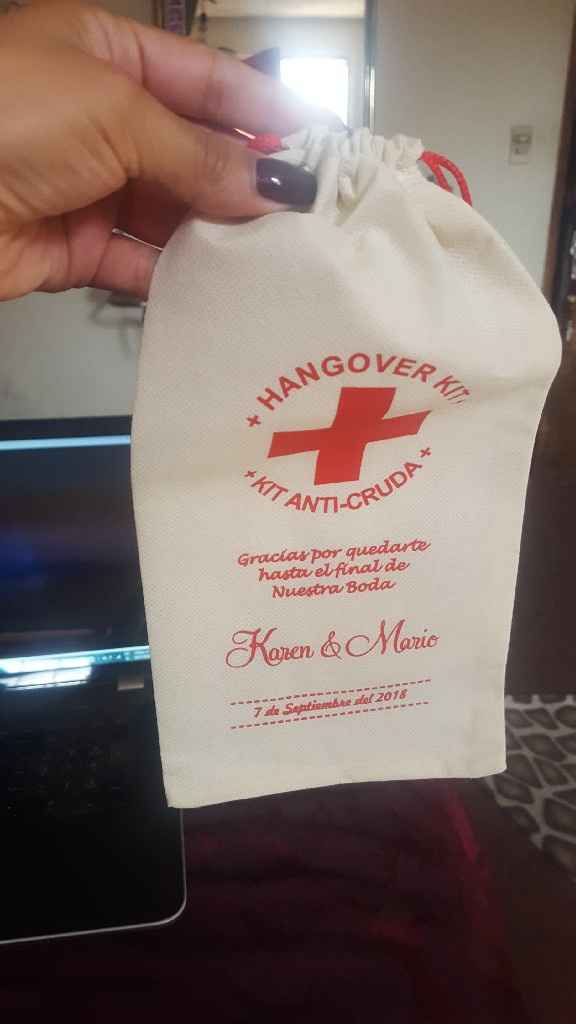 + HANGOVER KIT
+ KIT ANTI-CRUDA +
Gracias por quedarte
hasta el final de
Nuestra Boda
Karen & Mario
7 de Septiembre del 2018